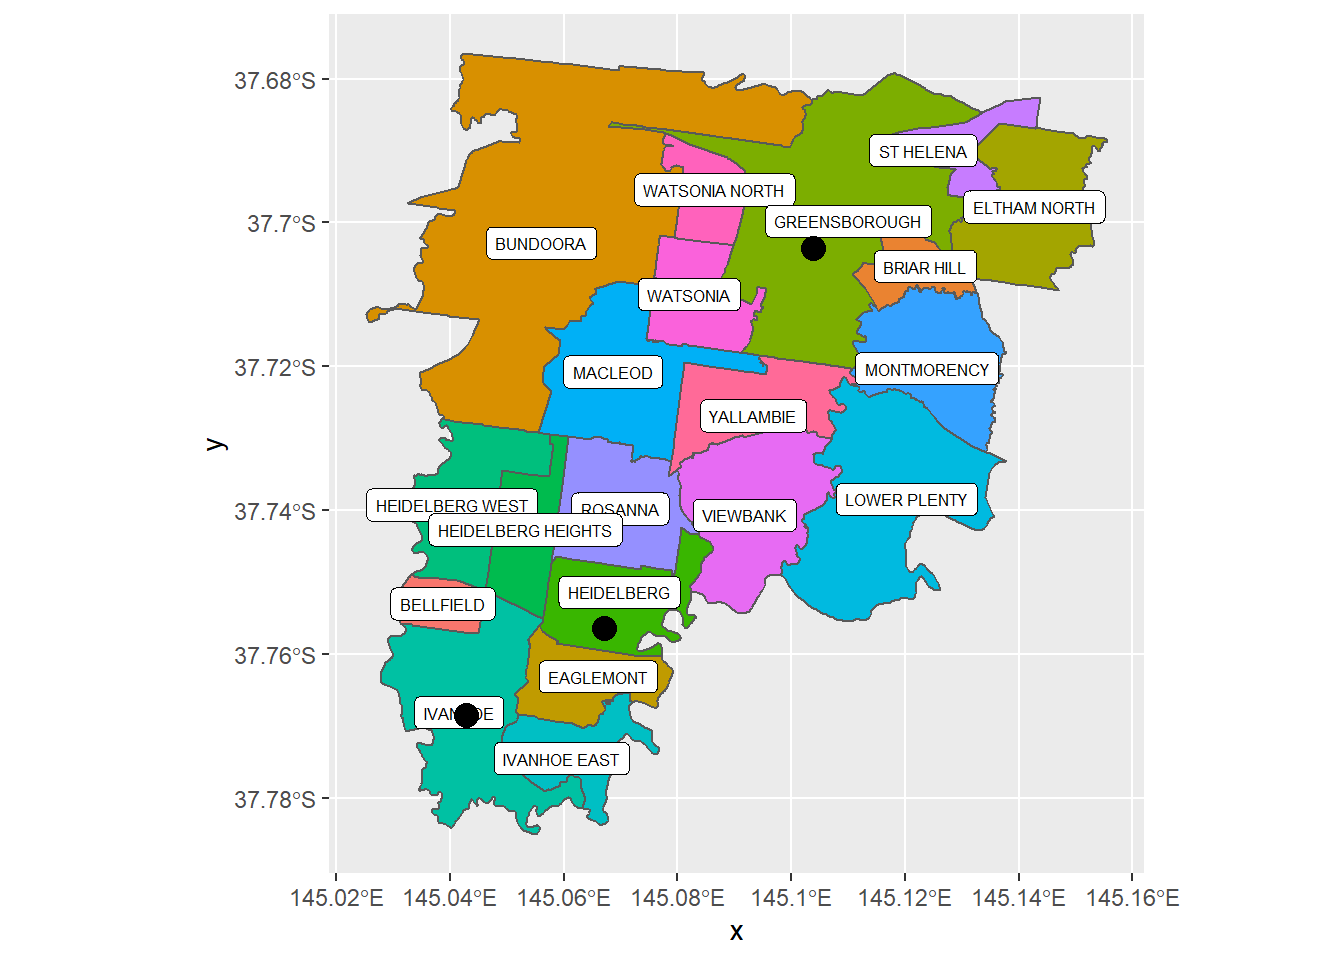 37.68°S
37.7°S
37.72°S
37.74°S
37.76°S
37.78°S
y
ST HELENA
WATSONIA NORTH
ELTHAM NORTH
GREENSBOROUGH
BUNDOORA
BRIAR HILL
WATSONIA
MONTMORENCY
MACLEOD
YALLAMBIE
LOWER PLENTY
HEIDELBERG WEST
ROSANNA
VIEWBANK
HEIDELBERG HEIGHTS
HEIDELBERG
BELLFIELD
EAGLEMONT
IVANHOE
IVANHOE EAST
145.02°E 145.04°E 145.06°E 145.08°E 145.1°E 145.12°E 145.14°E 145.16°E
x